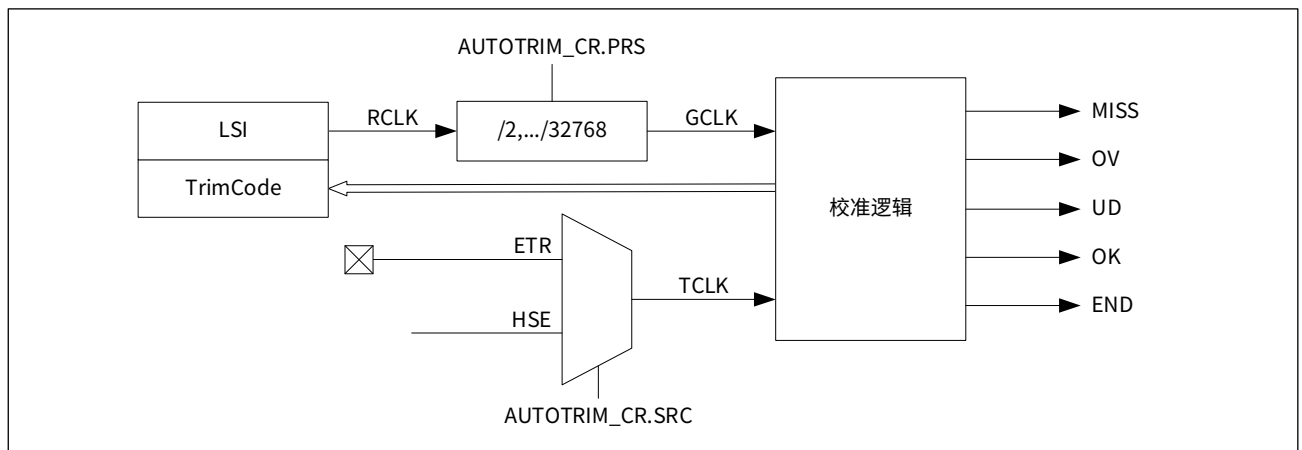 AUTOTRIM_CR.PRS
LSI
RCLK
/2,.../32768
GCLK
TrimCode
校准逻辑
ETR
HSE
TCLK
AUTOTRIM_CR.SRC
MISS
OV
UD
OK
END